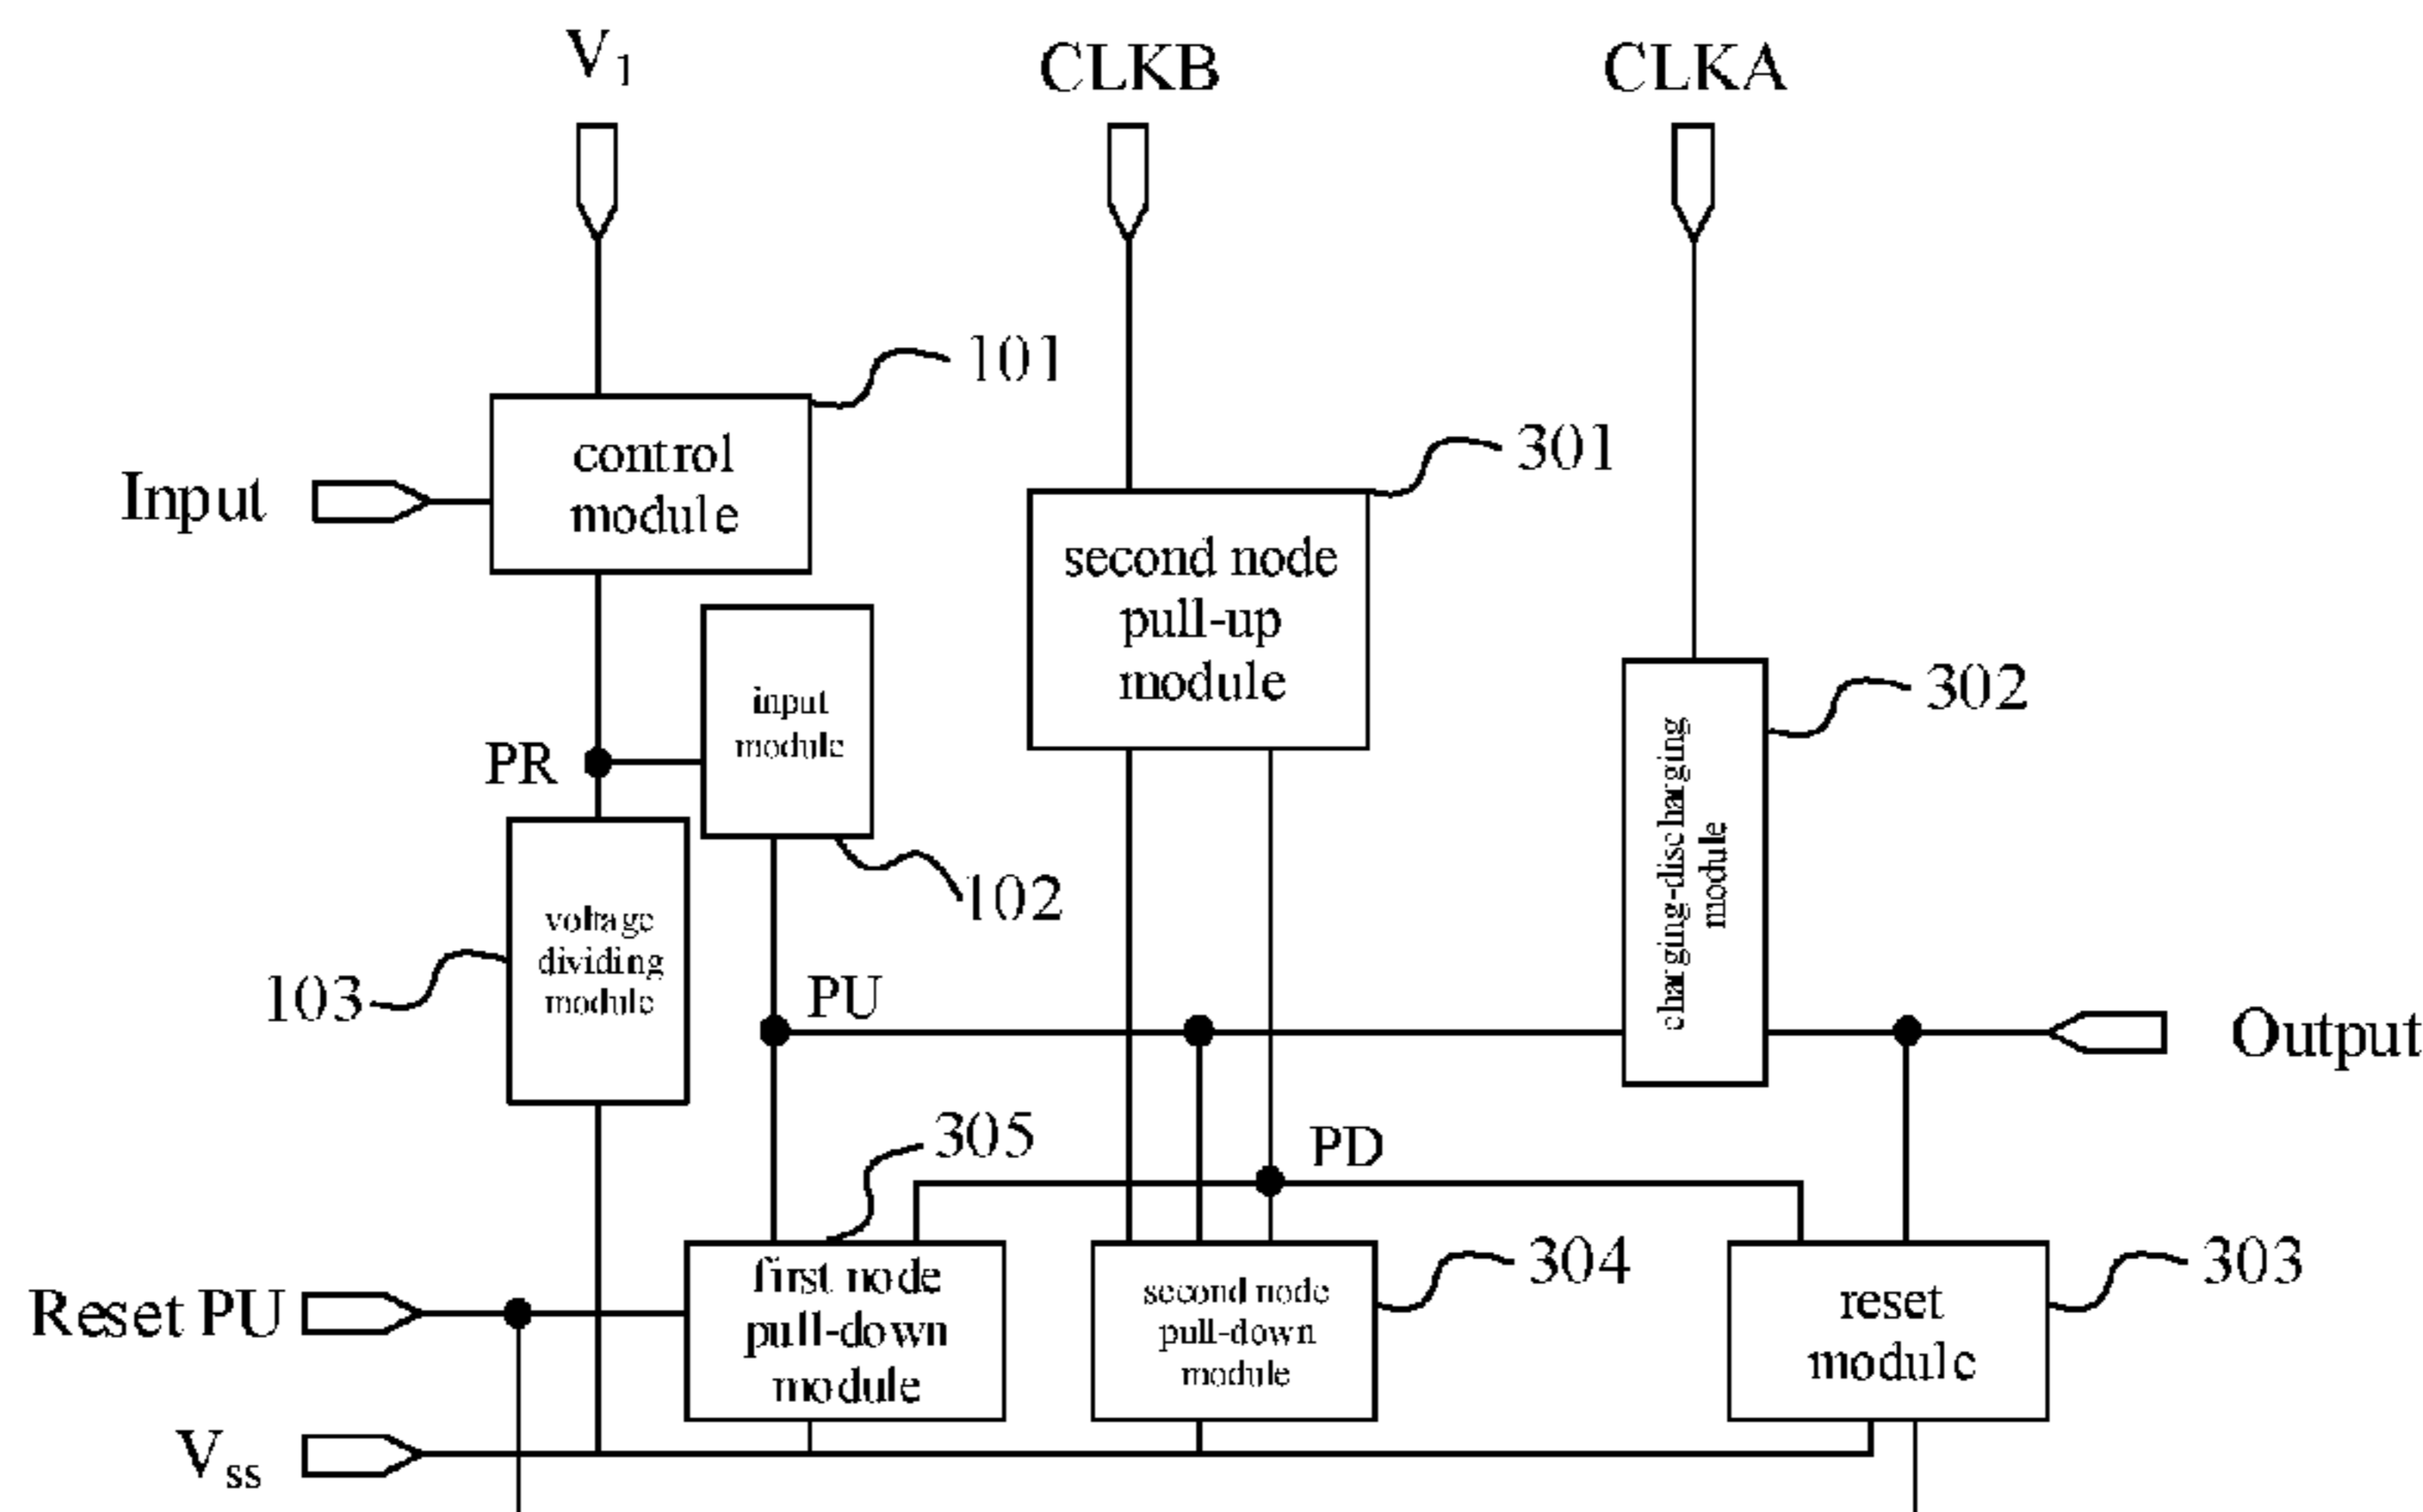 V1
CLKB
CLKA
101
control
module
Input
301
second node
pull-up
module
input
module
302
charging-discharging
module
PR
102
voltage
dividing
module
103
PU
Output
305
PD
first node
pull-down
module
304
second node
pull-down
module
303
reset
module
Reset PU
Vss